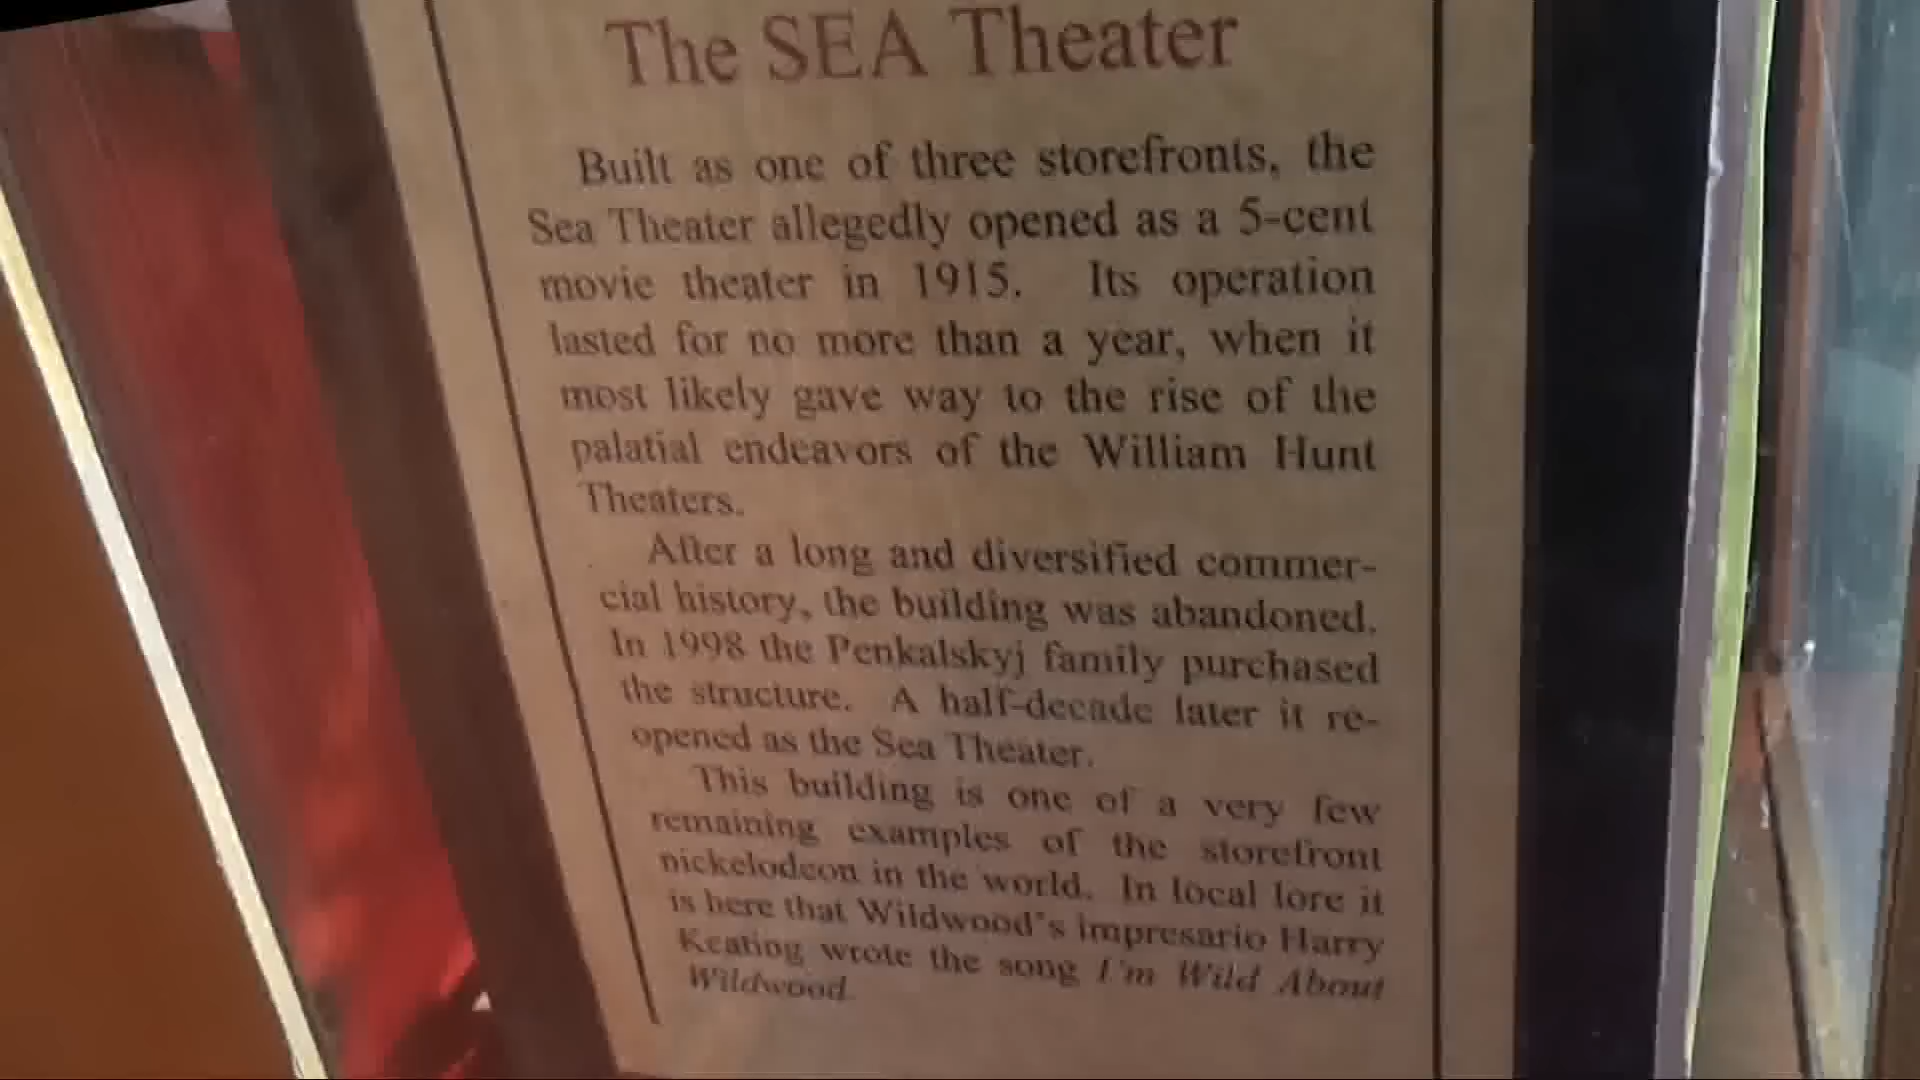 The SEA Theater
Built as one of three storefronts, the
Sea Theater allegedly opened as a 5-cent
movie theater in 1915. Its operation
lasted for no more than a year, when it
most likely gave way to the rise of the
palatial endeavors of the William Hunt
Theaters.
After a long and diversified commer-
cial history, the building was abandoned.
In 1998 the Penkalskyj family purchased
the structure. A half-decade later it re-
opened as the Sea Theater.
This building is one of a very few
remaining examples of the storefront
nickelodeon in the world. In local lore it
is here that Wildwood's impresario Harry
Keating wrote the song I'm Wild About
Wildwood.